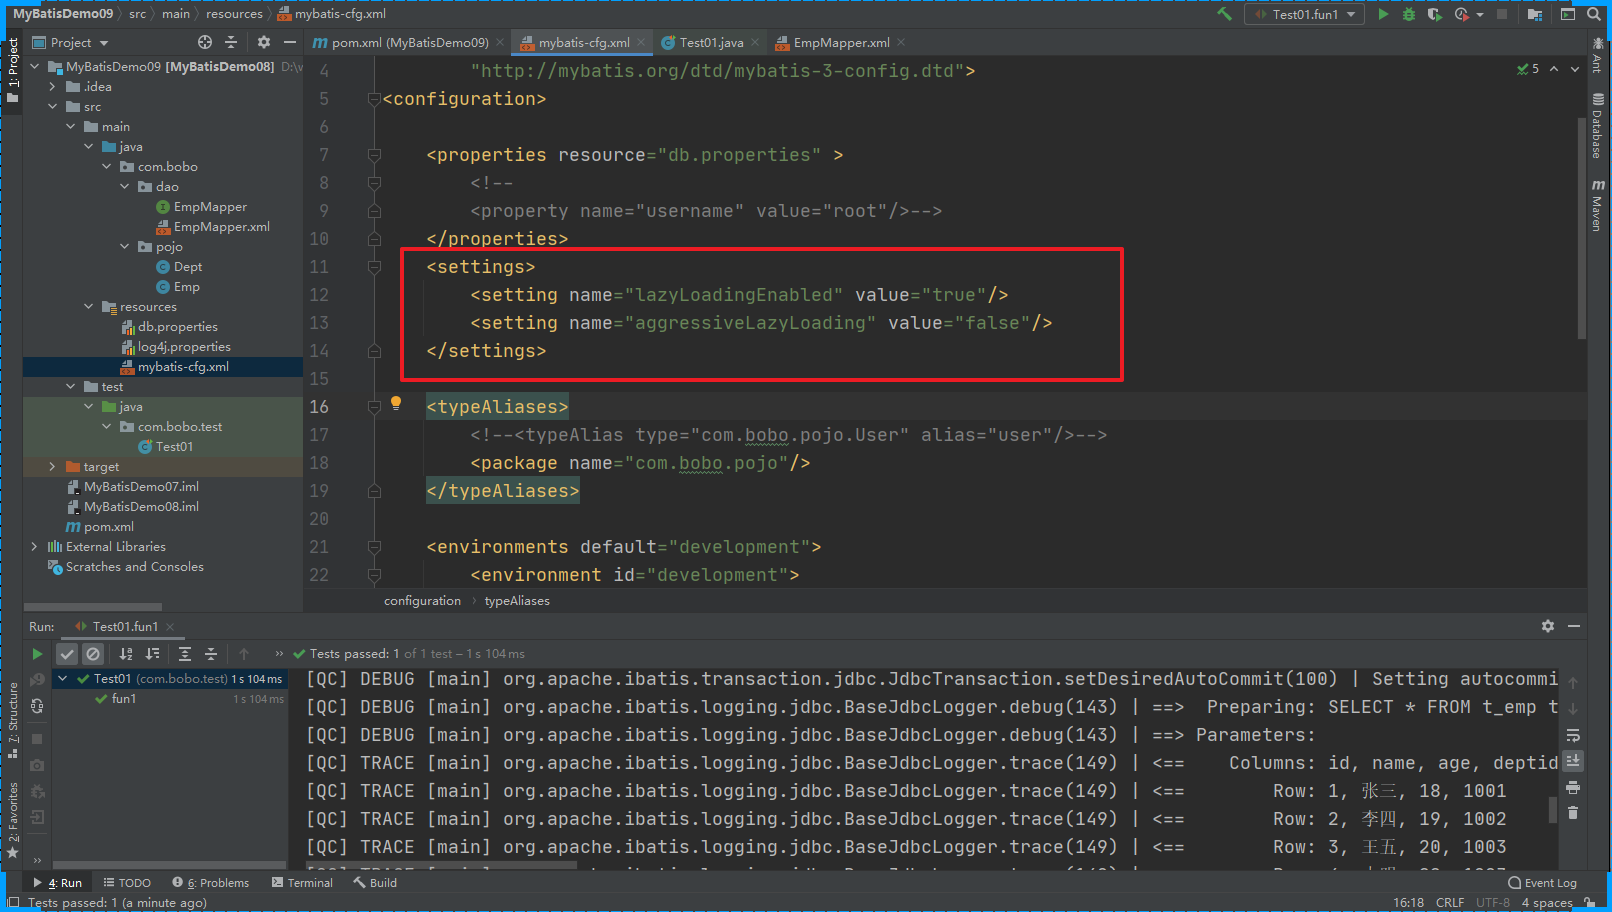 MyBatisDemo09 src main resources mybatis-cfg.xml
Test01.fun1
Project
pom.xml (MyBatisDemo09)
mybatis-cfg.xml
Test01.java
EmpMapper.xml
1: Project
MyBatisDemo09 [MyBatisDemo08] D:\
.idea
src
main
java
com.bobo
dao
EmpMapper
EmpMapper.xml
pojo
Dept
Emp
resources
db.properties
log4j.properties
mybatis-cfg.xml
test
java
com.bobo.test
Test01
target
MyBatisDemo07.iml
MyBatisDemo08.iml
pom.xml
External Libraries
Scratches and Consoles
4 "http://mybatis.org/dtd/mybatis-3-config.dtd">
5 <configuration>
6
7 <properties resource="db.properties" >
8 <!--
9 <property name="username" value="root"/>-->
10 </properties>
11 <settings>
12 <setting name="lazyLoadingEnabled" value="true"/>
13 <setting name="aggressiveLazyLoading" value="false"/>
14 </settings>
15
16 <typeAliases>
17 <!--<typeAlias type="com.bobo.pojo.User" alias="user"/>-->
18 <package name="com.bobo.pojo"/>
19 </typeAliases>
20
21 <environments default="development">
22 <environment id="development">
5
Ant
Database
Maven
configuration typeAliases
Run: Test01.fun1
Tests passed: 1 of 1 test – 1 s 104 ms
Test01 (com.bobo.test) 1 s 104 ms
fun1 1 s 104 ms
[QC] DEBUG [main] org.apache.ibatis.transaction.jdbc.JdbcTransaction.setDesiredAutoCommit(100) | Setting autocommi
[QC] DEBUG [main] org.apache.ibatis.logging.jdbc.BaseJdbcLogger.debug(143) | ==> Preparing: SELECT * FROM t_emp t
[QC] DEBUG [main] org.apache.ibatis.logging.jdbc.BaseJdbcLogger.debug(143) | ==> Parameters:
[QC] TRACE [main] org.apache.ibatis.logging.jdbc.BaseJdbcLogger.trace(149) | <== Columns: id, name, age, deptid
[QC] TRACE [main] org.apache.ibatis.logging.jdbc.BaseJdbcLogger.trace(149) | <== Row: 1, 张三, 18, 1001
[QC] TRACE [main] org.apache.ibatis.logging.jdbc.BaseJdbcLogger.trace(149) | <== Row: 2, 李四, 19, 1002
[QC] TRACE [main] org.apache.ibatis.logging.jdbc.BaseJdbcLogger.trace(149) | <== Row: 3, 王五, 20, 1003
7: Structure
2: Favorites
4: Run
TODO
6: Problems
Terminal
Build
Event Log
Tests passed: 1 (a minute ago)
16:18 CRLF UTF-8 4 spaces